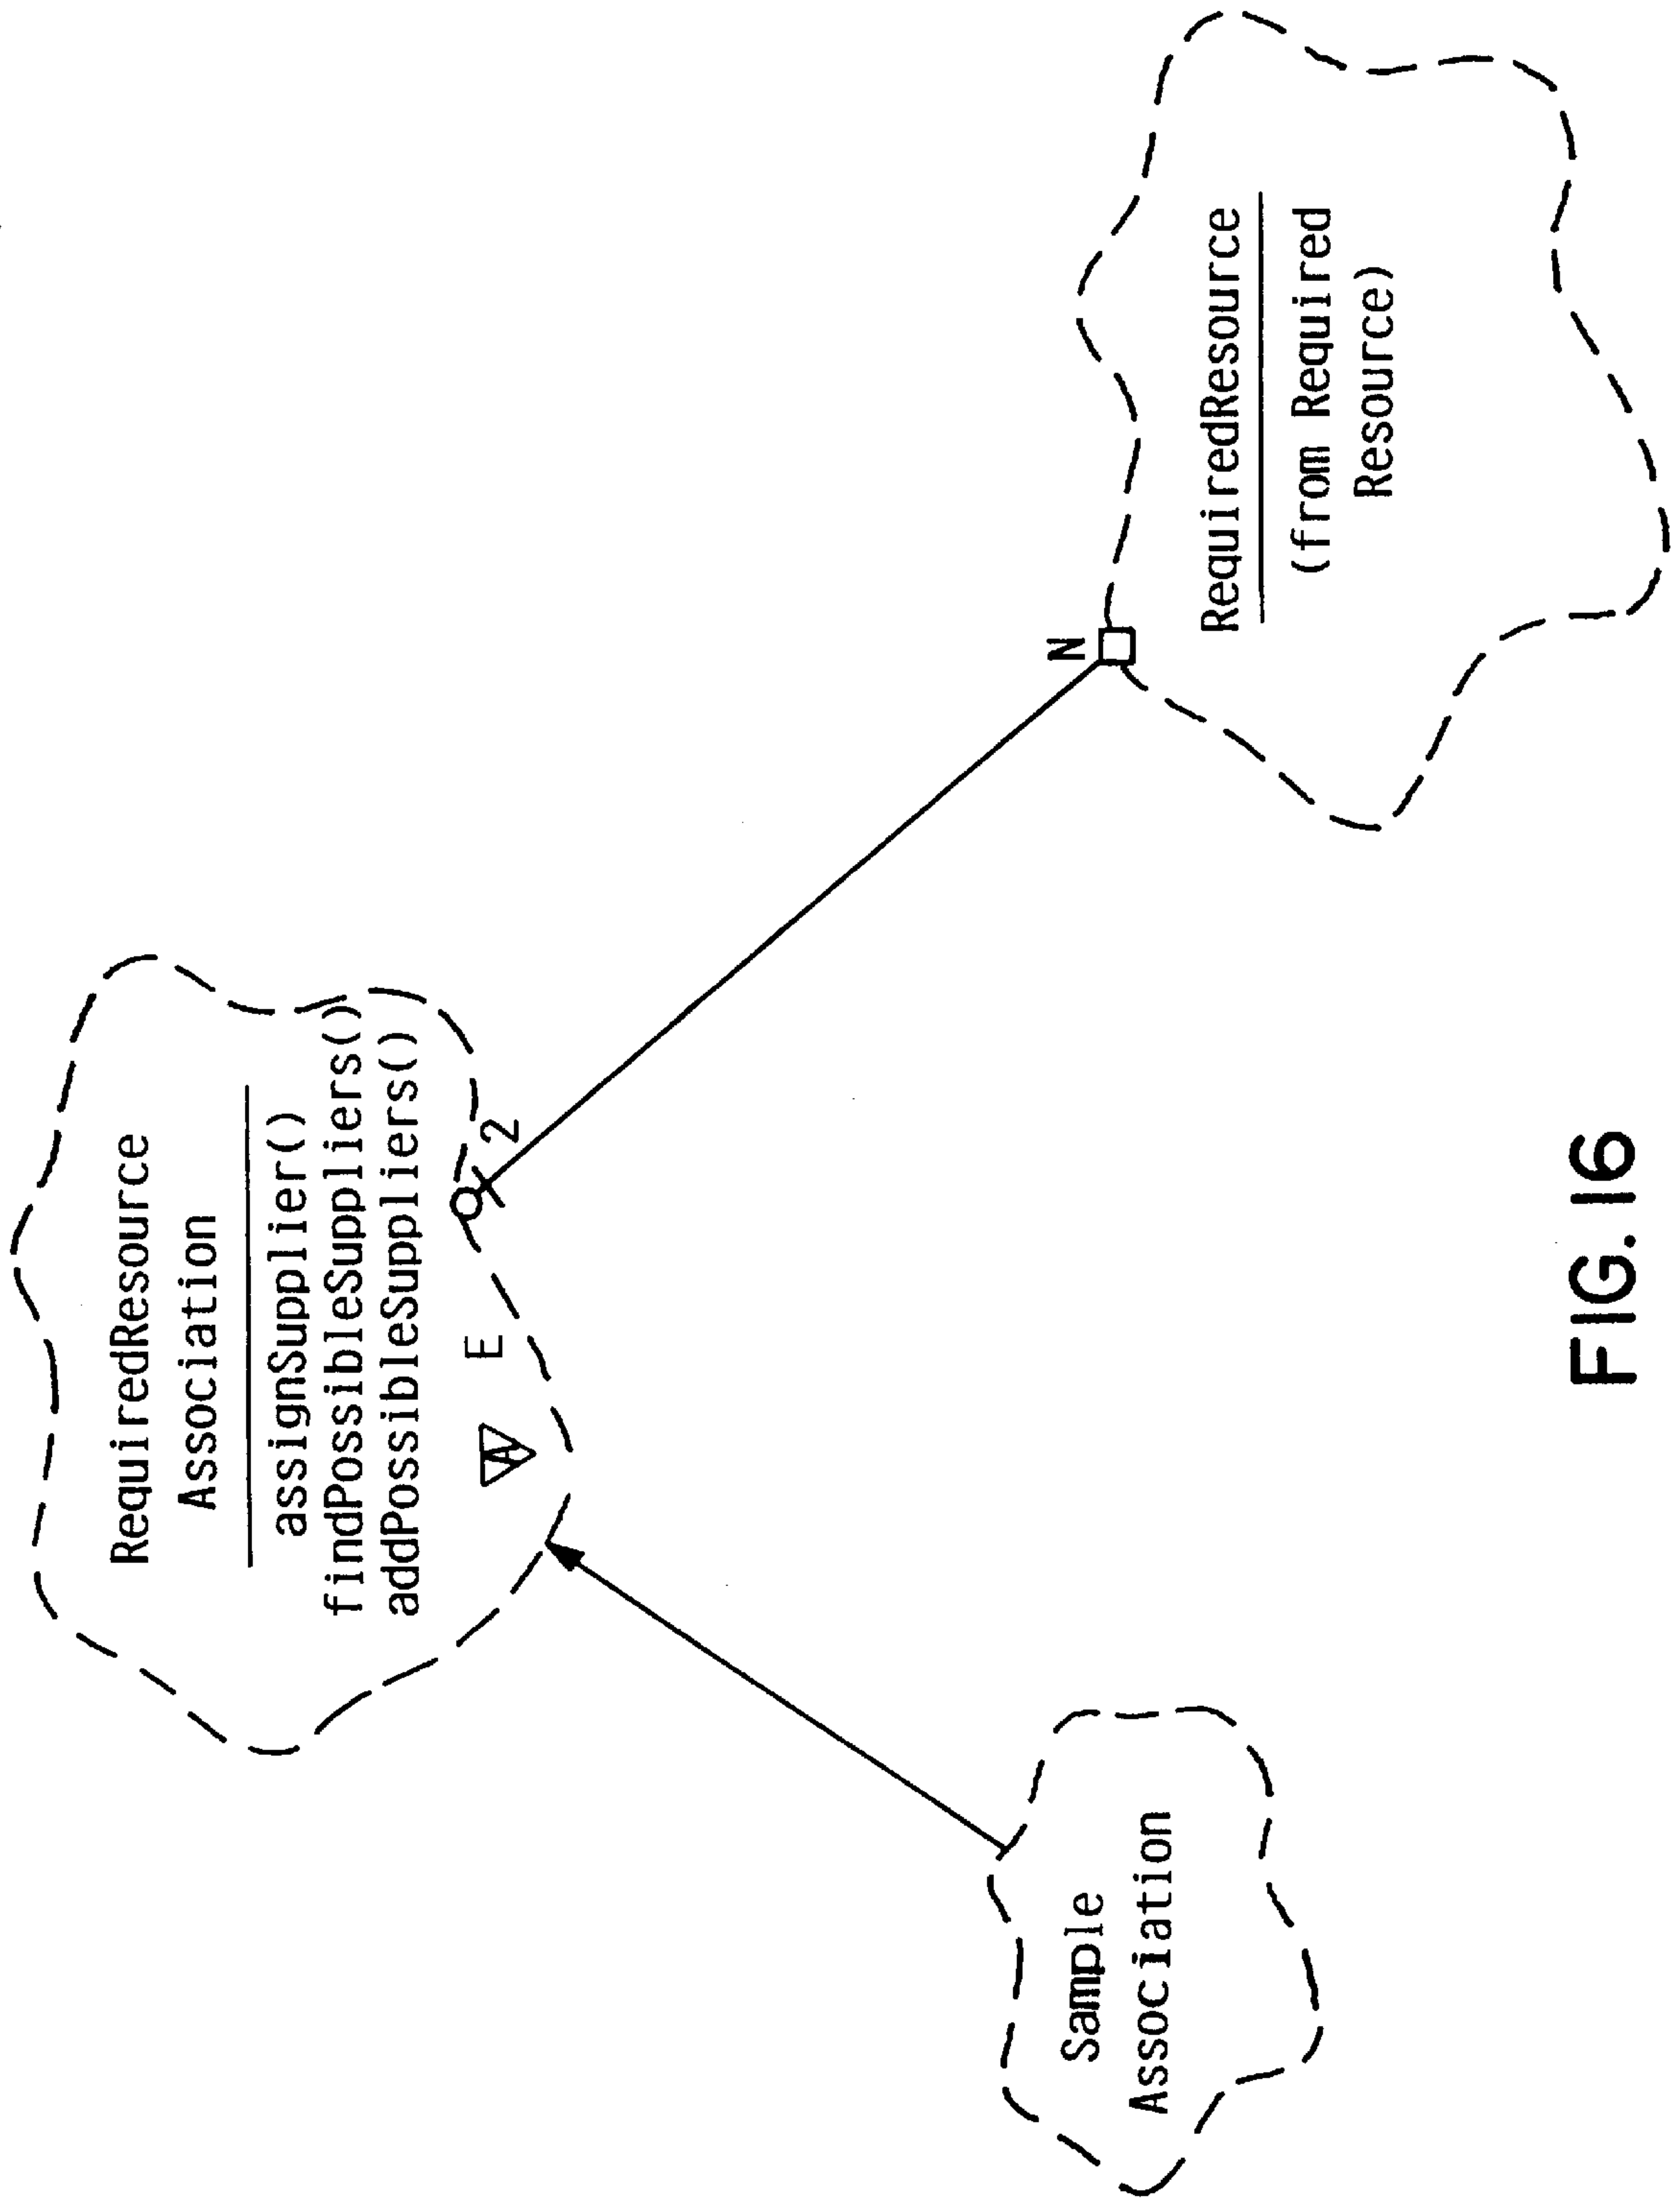 RequiredResource
Association
assignSupplier()
findPossibleSuppliers()
addPossibleSuppliers()
A
E
2
N
Sample
Association
RequiredResource
(from Required
Resource)
FIG. 16